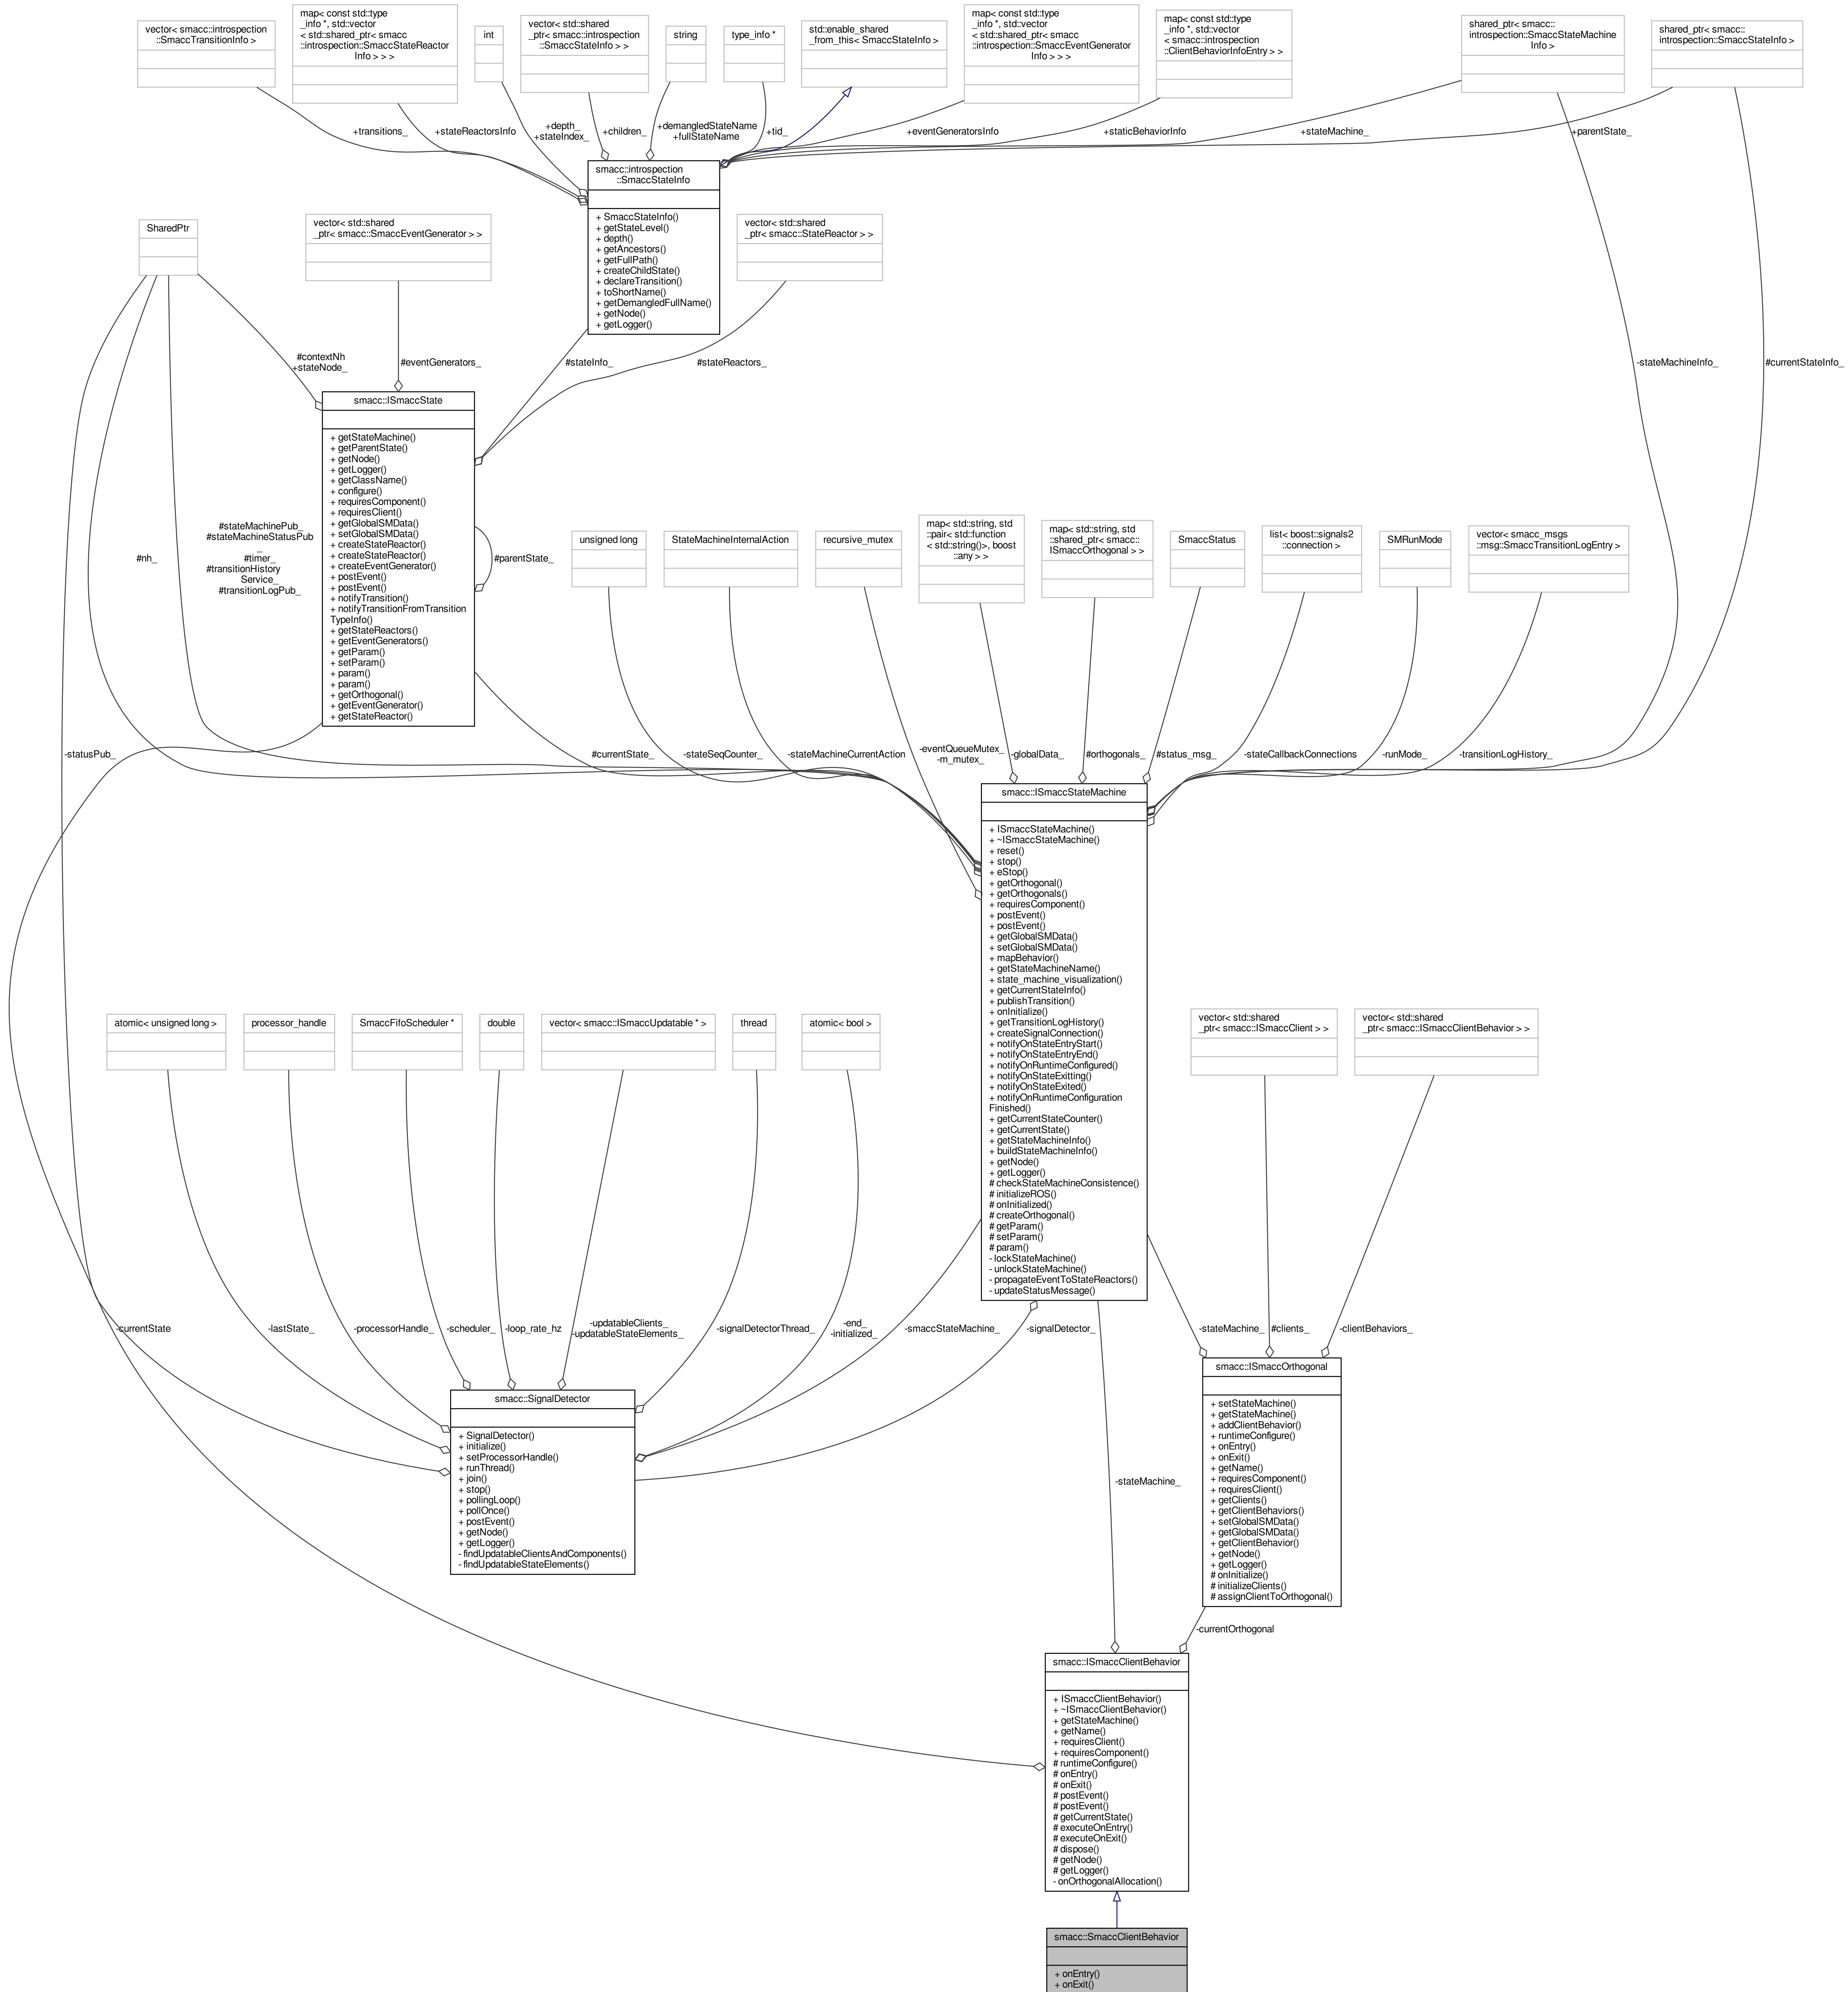 vector< smacc::introspection
::SmaccTransitionInfo >
map< const std::type
_info *, std::vector
< std::shared_ptr< smacc
::introspection::SmaccStateReactor
Info > > >
int
vector< std::shared
_ptr< smacc::introspection
::SmaccStateInfo > >
string
type_info *
std::enable_shared
_from_this< SmaccStateInfo >
map< const std::type
_info *, std::vector
< std::shared_ptr< smacc
::introspection::SmaccEventGenerator
Info > > >
map< const std::type
_info *, std::vector
< smacc::introspection
::ClientBehaviorInfoEntry > >
shared_ptr< smacc::
introspection::SmaccStateMachine
Info >
shared_ptr< smacc::
introspection::SmaccStateInfo >
+transitions_
+stateReactorsInfo
+depth_
+stateIndex_
+children_
+demangledStateName
+fullStateName
+tid_
+eventGeneratorsInfo
+staticBehaviorInfo
+stateMachine_
+parentState_
smacc::introspection
::SmaccStateInfo
+ SmaccStateInfo()
+ getStateLevel()
+ depth()
+ getAncestors()
+ getFullPath()
+ createChildState()
+ declareTransition()
+ toShortName()
+ getDemangledFullName()
+ getNode()
+ getLogger()
SharedPtr
vector< std::shared
_ptr< smacc::SmaccEventGenerator > >
vector< std::shared
_ptr< smacc::StateReactor > >
#contextNh
+stateNode_
#eventGenerators_
#stateInfo_
#stateReactors_
-stateMachineInfo_
#currentStateInfo_
smacc::ISmaccState
+ getStateMachine()
+ getParentState()
+ getNode()
+ getLogger()
+ getClassName()
+ configure()
+ requiresComponent()
+ requiresClient()
+ getGlobalSMData()
+ setGlobalSMData()
+ createStateReactor()
+ createStateReactor()
+ createEventGenerator()
+ postEvent()
+ postEvent()
+ notifyTransition()
+ notifyTransitionFromTransition
TypeInfo()
+ getStateReactors()
+ getEventGenerators()
+ getParam()
+ setParam()
+ param()
+ param()
+ getOrthogonal()
+ getEventGenerator()
+ getStateReactor()
#parentState_
#nh_
#stateMachinePub_
#stateMachineStatusPub
_
#timer_
#transitionHistory
Service_
#transitionLogPub_
unsigned long
StateMachineInternalAction
recursive_mutex
map< std::string, std
::pair< std::function
< std::string()>, boost
::any > >
map< std::string, std
::shared_ptr< smacc::
ISmaccOrthogonal > >
SmaccStatus
list< boost::signals2
::connection >
SMRunMode
vector< smacc_msgs
::msg::SmaccTransitionLogEntry >
-statusPub_
#currentState_
-stateSeqCounter_
-stateMachineCurrentAction
-eventQueueMutex_
-m_mutex_
-globalData_
#orthogonals_
#status_msg_
-stateCallbackConnections
-runMode_
-transitionLogHistory_
smacc::ISmaccStateMachine
+ ISmaccStateMachine()
+ ~ISmaccStateMachine()
+ reset()
+ stop()
+ eStop()
+ getOrthogonal()
+ getOrthogonals()
+ requiresComponent()
+ postEvent()
+ postEvent()
+ getGlobalSMData()
+ setGlobalSMData()
+ mapBehavior()
+ getStateMachineName()
+ state_machine_visualization()
+ getCurrentStateInfo()
+ publishTransition()
+ onInitialize()
+ getTransitionLogHistory()
+ createSignalConnection()
+ notifyOnStateEntryStart()
+ notifyOnStateEntryEnd()
+ notifyOnRuntimeConfigured()
+ notifyOnStateExitting()
+ notifyOnStateExited()
+ notifyOnRuntimeConfiguration
Finished()
+ getCurrentStateCounter()
+ getCurrentState()
+ getStateMachineInfo()
+ buildStateMachineInfo()
+ getNode()
+ getLogger()
# checkStateMachineConsistence()
# initializeROS()
# onInitialized()
# createOrthogonal()
# getParam()
# setParam()
# param()
- lockStateMachine()
- unlockStateMachine()
- propagateEventToStateReactors()
- updateStatusMessage()
atomic< unsigned long >
processor_handle
SmaccFifoScheduler *
double
vector< smacc::ISmaccUpdatable * >
thread
atomic< bool >
vector< std::shared
_ptr< smacc::ISmaccClient > >
vector< std::shared
_ptr< smacc::ISmaccClientBehavior > >
-currentState
-lastState_
-processorHandle_
-scheduler_
-loop_rate_hz
-updatableClients_
-updatableStateElements_
-signalDetectorThread_
-end_
-initialized_
-smaccStateMachine_
-signalDetector_
-stateMachine_
#clients_
-clientBehaviors_
smacc::SignalDetector
+ SignalDetector()
+ initialize()
+ setProcessorHandle()
+ runThread()
+ join()
+ stop()
+ pollingLoop()
+ pollOnce()
+ postEvent()
+ getNode()
+ getLogger()
- findUpdatableClientsAndComponents()
- findUpdatableStateElements()
smacc::ISmaccOrthogonal
+ setStateMachine()
+ getStateMachine()
+ addClientBehavior()
+ runtimeConfigure()
+ onEntry()
+ onExit()
+ getName()
+ requiresComponent()
+ requiresClient()
+ getClients()
+ getClientBehaviors()
+ setGlobalSMData()
+ getGlobalSMData()
+ getClientBehavior()
+ getNode()
+ getLogger()
# onInitialize()
# initializeClients()
# assignClientToOrthogonal()
-stateMachine_
-currentOrthogonal
smacc::ISmaccClientBehavior
+ ISmaccClientBehavior()
+ ~ISmaccClientBehavior()
+ getStateMachine()
+ getName()
+ requiresClient()
+ requiresComponent()
# runtimeConfigure()
# onEntry()
# onExit()
# postEvent()
# postEvent()
# getCurrentState()
# executeOnEntry()
# executeOnExit()
# dispose()
# getNode()
# getLogger()
- onOrthogonalAllocation()
smacc::SmaccClientBehavior
+ onEntry()
+ onExit()